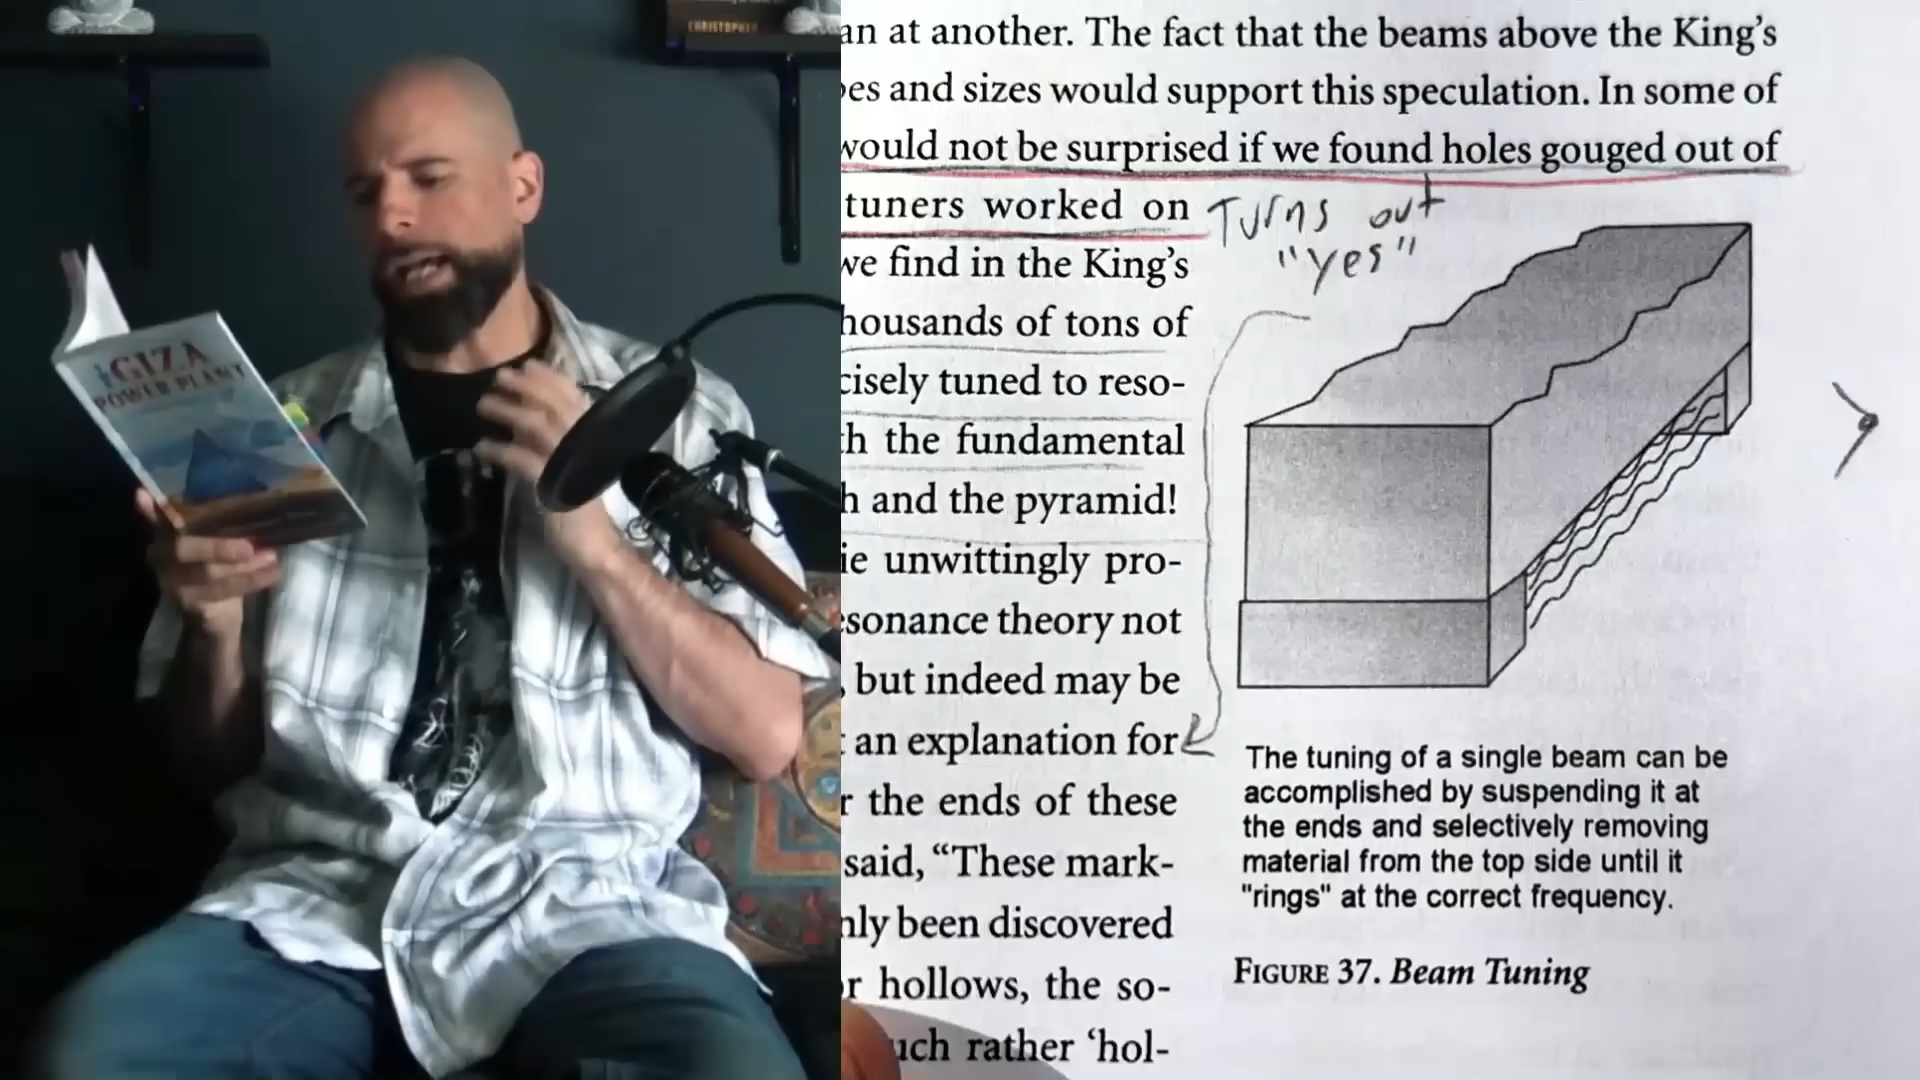 CHRISTOPHER
GIZA
POWER PLANT
an at another. The fact that the beams above the King's
es and sizes would support this speculation. In some of
would not be surprised if we found holes gouged out of
tuners worked on
Turns out
"yes"
we find in the King's
housands of tons of
cisely tuned to reso-
h the fundamental
h and the pyramid!
ie unwittingly pro-
sonance theory not
, but indeed may be
an explanation for
r the ends of these
said, “These mark-
nly been discovered
r hollows, the so-
uch rather ‘hol-
The tuning of a single beam can be
accomplished by suspending it at
the ends and selectively removing
material from the top side until it
"rings" at the correct frequency.
FIGURE 37. Beam Tuning